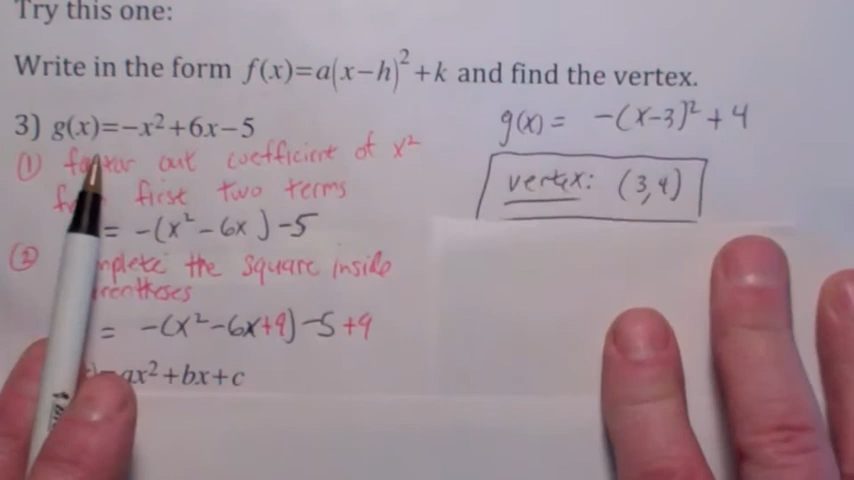 Try this one:
Write in the form f(x)=a(x−h)²+k and find the vertex.
3) g(x)=−x²+6x−5
g(x) = −(x−3)²+4
① out coefficient of x²
first two terms
vertex: (3,4)
= −(x²−6x )−5
② the square inside
= −(x²−6x+9)−5+9
ax²+bx+c